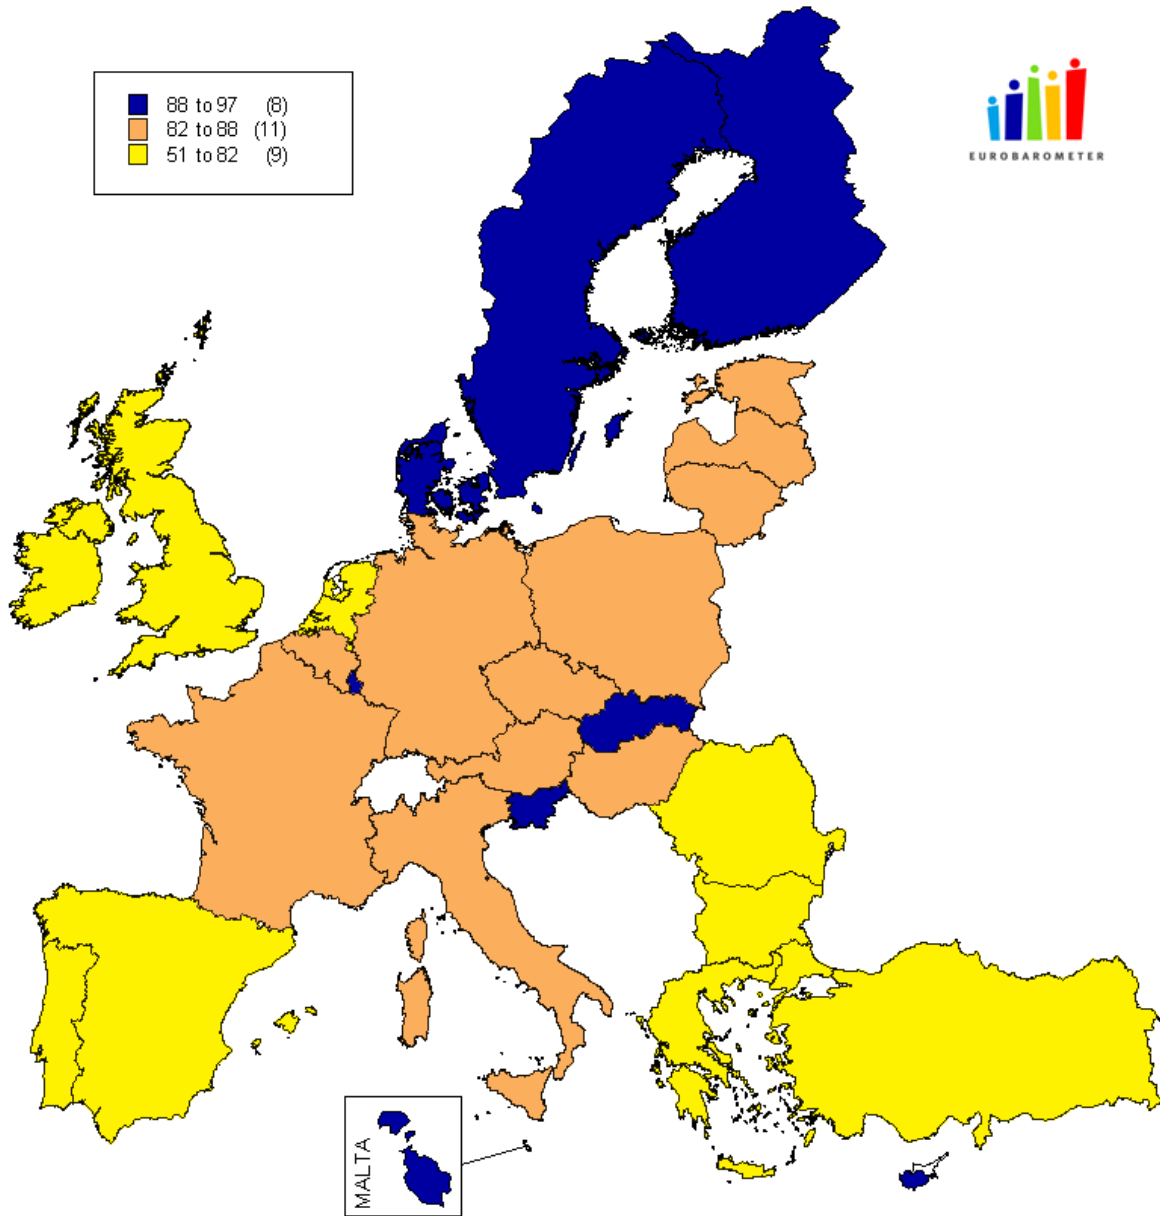 88 to 97 (8)
82 to 88 (11)
51 to 82 (9)
EUROBAROMETER
MALTA